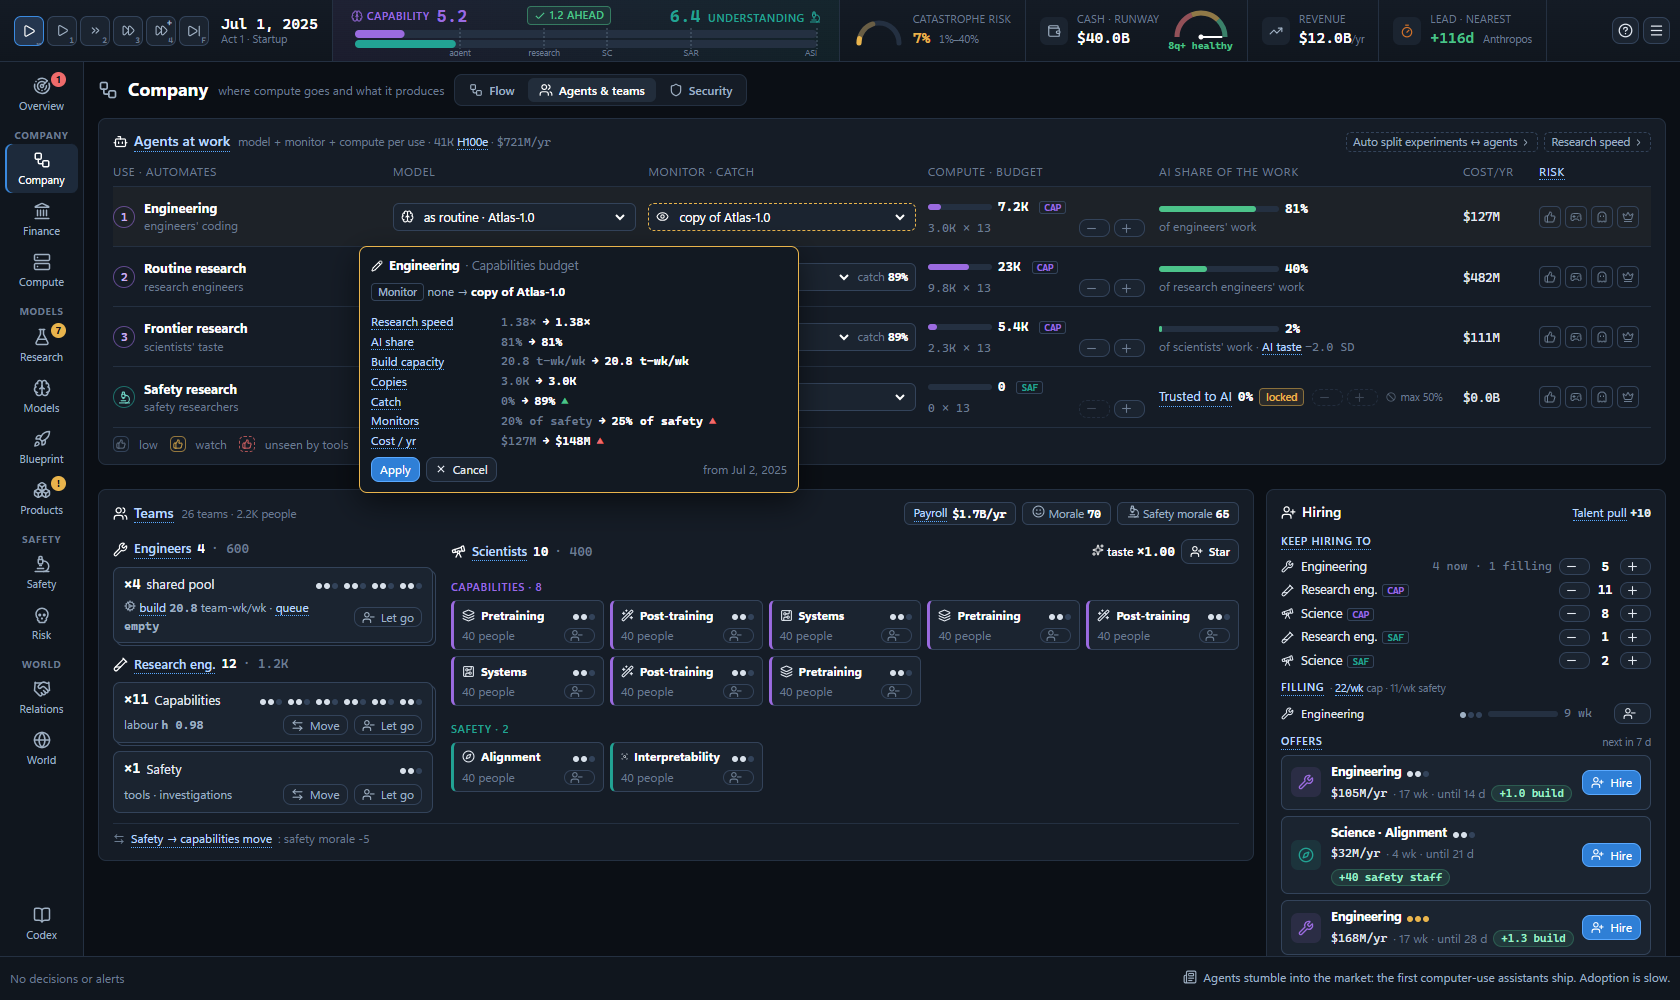 Jul 1, 2025
Act 1 · Startup
1 2 3 4 F
CAPABILITY 5.2
1.2 AHEAD
6.4 UNDERSTANDING
agent research SC SAR ASI
CATASTROPHE RISK
7% 1%–40%
CASH · RUNWAY
$40.0B
8q+ healthy
REVENUE
$12.0B/yr
LEAD · NEAREST
+116d Anthropos
Overview 1
COMPANY
Company
Finance
Compute
MODELS
Research 7
Models
Blueprint
Products !
SAFETY
Safety
Risk
WORLD
Relations
World
Codex
Company where compute goes and what it produces
Flow
Agents & teams
Security
Agents at work model + monitor + compute per use · 41K H100e · $721M/yr
Auto split experiments ↔ agents ›
Research speed ›
USE · AUTOMATES MODEL MONITOR · CATCH COMPUTE · BUDGET AI SHARE OF THE WORK COST/YR RISK
1 Engineering
engineers' coding
as routine · Atlas-1.0
copy of Atlas-1.0
7.2K CAP
3.0K × 13
− +
81%
of engineers' work
$127M
2 Routine research
research engineers
catch 89%
23K CAP
9.8K × 13
− +
40%
of research engineers' work
$482M
3 Frontier research
scientists' taste
catch 89%
5.4K CAP
2.3K × 13
− +
2%
of scientists' work · AI taste −2.0 SD
$111M
Safety research
safety researchers
0 SAF
0 × 13
− +
Trusted to AI 0% locked − + max 50%
$0.0B
low watch unseen by tools
Engineering · Capabilities budget
Monitor none → copy of Atlas-1.0
Research speed 1.38× → 1.38×
AI share 81% → 81%
Build capacity 20.8 t-wk/wk → 20.8 t-wk/wk
Copies 3.0K → 3.0K
Catch 0% → 89% ▲
Monitors 20% of safety → 25% of safety ▲
Cost / yr $127M → $148M ▲
Apply
× Cancel
from Jul 2, 2025
Teams 26 teams · 2.2K people
Payroll $1.7B/yr
Morale 70
Safety morale 65
Engineers 4 · 600
×4 shared pool
build 20.8 team-wk/wk · queue
empty
Let go
Research eng. 12 · 1.2K
×11 Capabilities
labour h 0.98
Move
Let go
×1 Safety
tools · investigations
Move
Let go
Safety → capabilities move : safety morale -5
Scientists 10 · 400
taste ×1.00
Star
CAPABILITIES · 8
Pretraining
40 people
Post-training
40 people
Systems
40 people
Pretraining
40 people
Post-training
40 people
Systems
40 people
Post-training
40 people
Pretraining
40 people
SAFETY · 2
Alignment
40 people
Interpretability
40 people
Hiring
Talent pull +10
KEEP HIRING TO
Engineering 4 now · 1 filling − 5 +
Research eng. CAP − 11 +
Science CAP − 8 +
Research eng. SAF − 1 +
Science SAF − 2 +
FILLING · 22/wk cap · 11/wk safety
Engineering 9 wk
OFFERS next in 7 d
Engineering
$105M/yr · 17 wk · until 14 d +1.0 build
Hire
Science · Alignment
$32M/yr · 4 wk · until 21 d
+40 safety staff
Hire
Engineering
$168M/yr · 17 wk · until 28 d +1.3 build
Hire
No decisions or alerts
Agents stumble into the market: the first computer-use assistants ship. Adoption is slow.